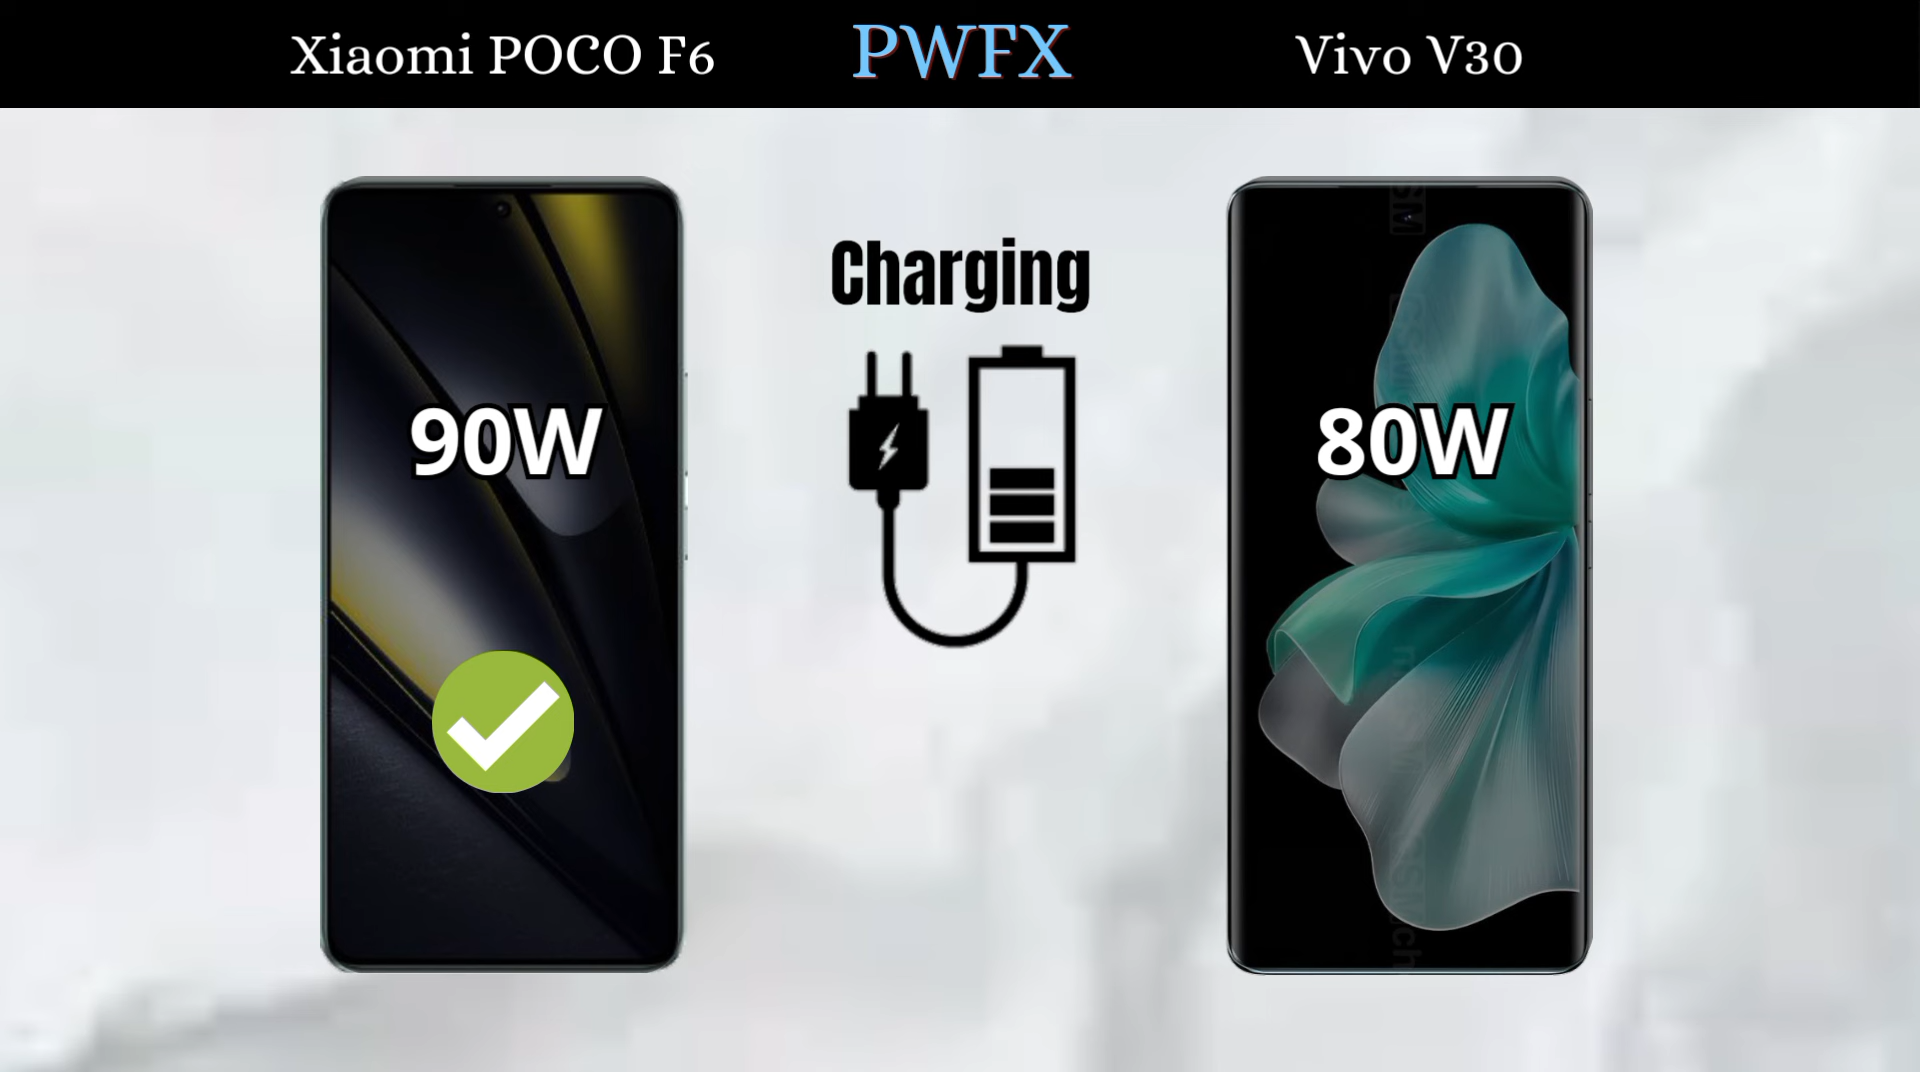 Xiaomi POCO F6
PWFX
Vivo V30
Charging
90W
80W